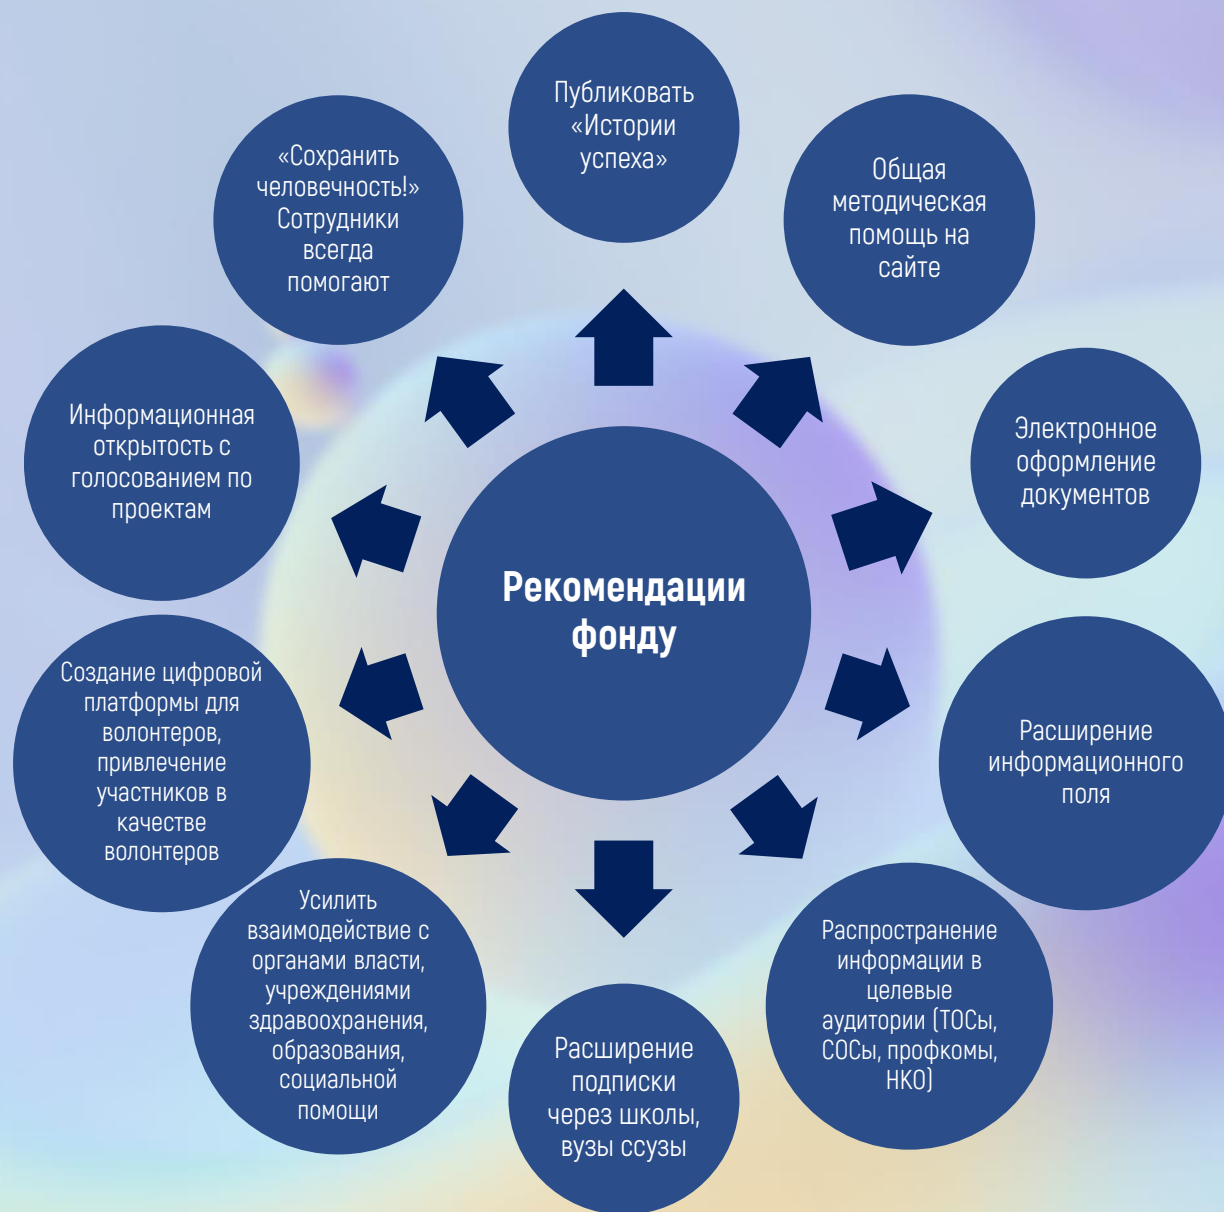 Публиковать
«Истории
успеха»
Общая
методическая
помощь на
сайте
Электронное
оформление
документов
Расширение
информационного
поля
Распространение
информации в
целевые
аудитории (ТОСы,
СОСы, профкомы,
НКО)
Расширение
подписки
через школы,
вузы ссузы
Усилить
взаимодействие с
органами власти,
учреждениями
здравоохранения,
образования,
социальной
помощи
Создание цифровой
платформы для
волонтеров,
привлечение
участников в
качестве
волонтеров
Информационная
открытость с
голосованием по
проектам
«Сохранить
человечность!»
Сотрудники
всегда
помогают
Рекомендации
фонду